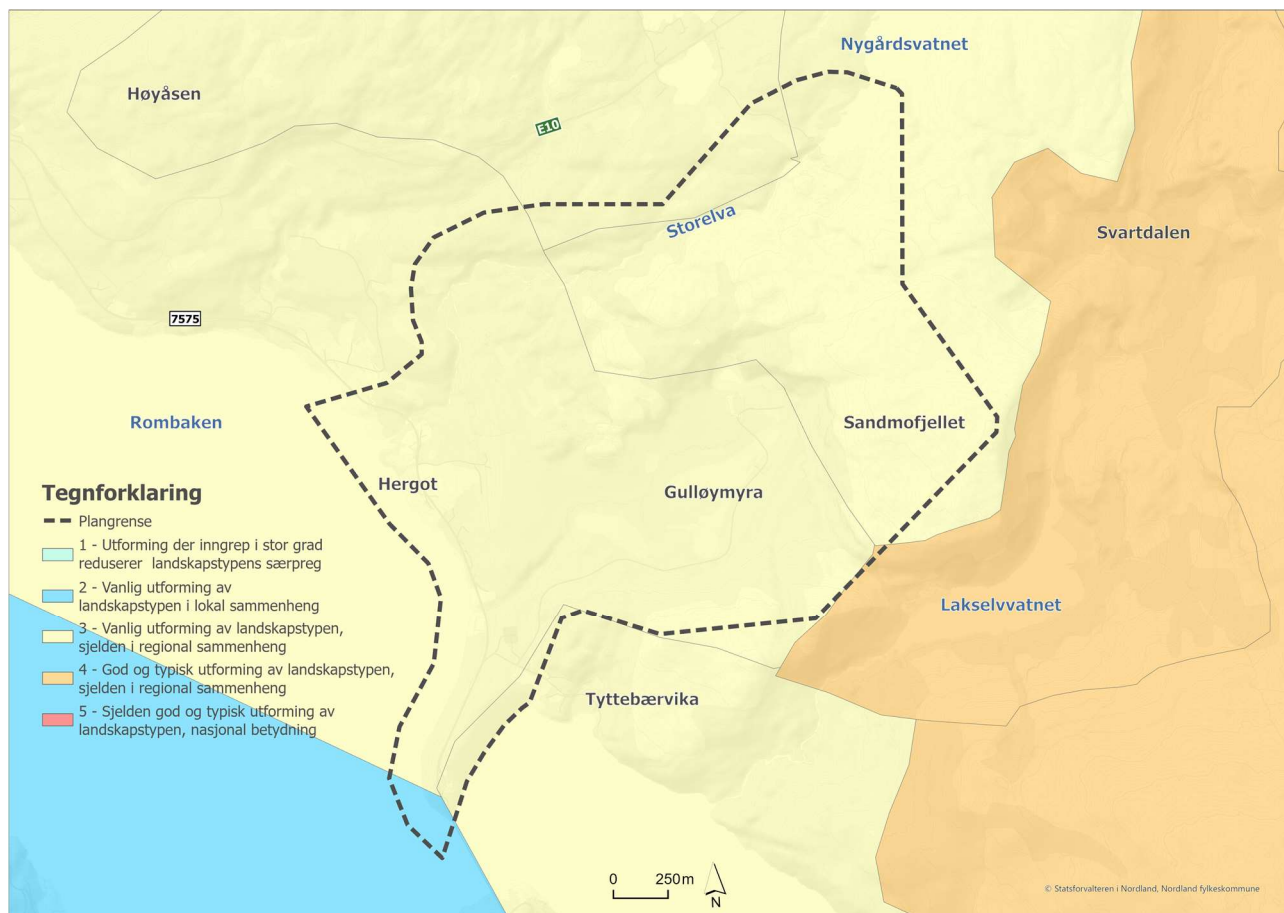 Nygårdsvatnet
Høyåsen
E10
Storelva
Svartdalen
7575
Rombaken
Sandmofjellet
Hergot
Gulløymyra
Tegnforklaring
Plangrense
1 - Utforming der inngrep i stor grad
reduserer landskapstypens særpreg
2 - Vanlig utforming av
landskapstypen i lokal sammenheng
3 - Vanlig utforming av landskapstypen,
sjelden i regional sammenheng
4 - God og typisk utforming av landskapstypen,
sjelden i regional sammenheng
5 - Sjelden god og typisk utforming av
landskapstypen, nasjonal betydning
Lakselvvatnet
Tyttebærvika
0 250m
N
© Statsforvalteren i Nordland, Nordland fylkeskommune